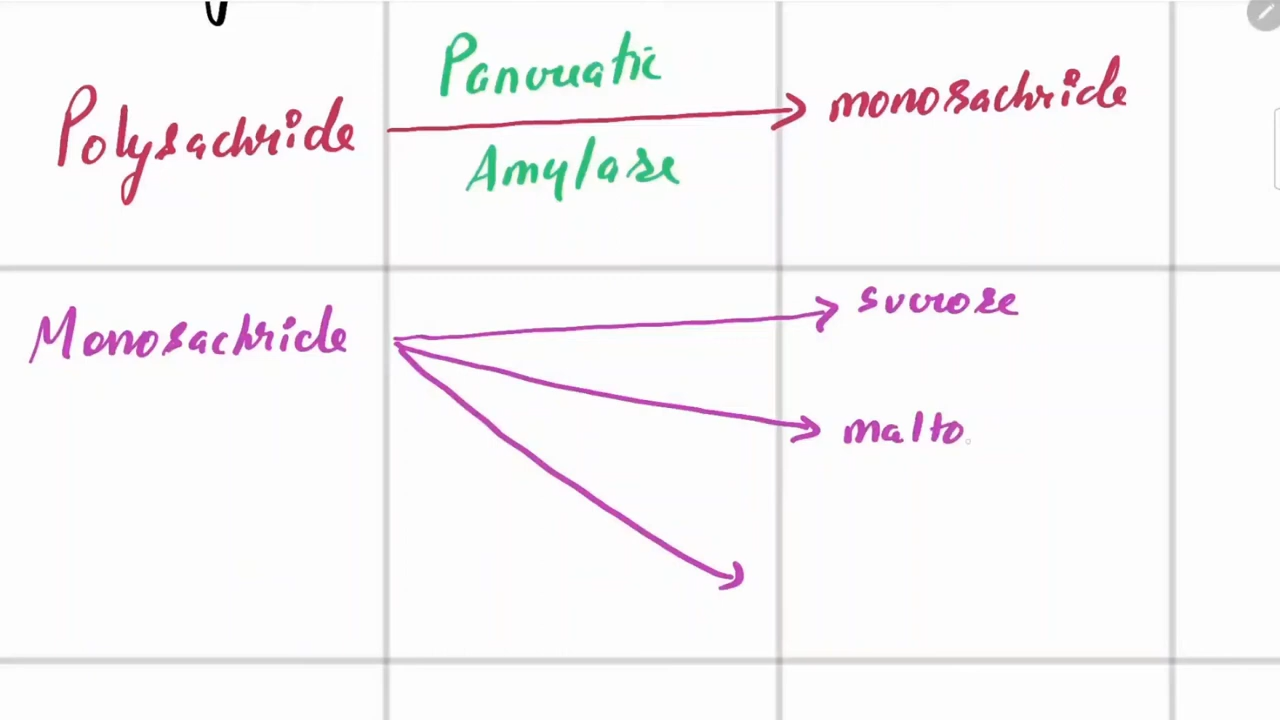 Pancreatic
Polysachride monosachride
Amylase
Monosachride sucrose
malto